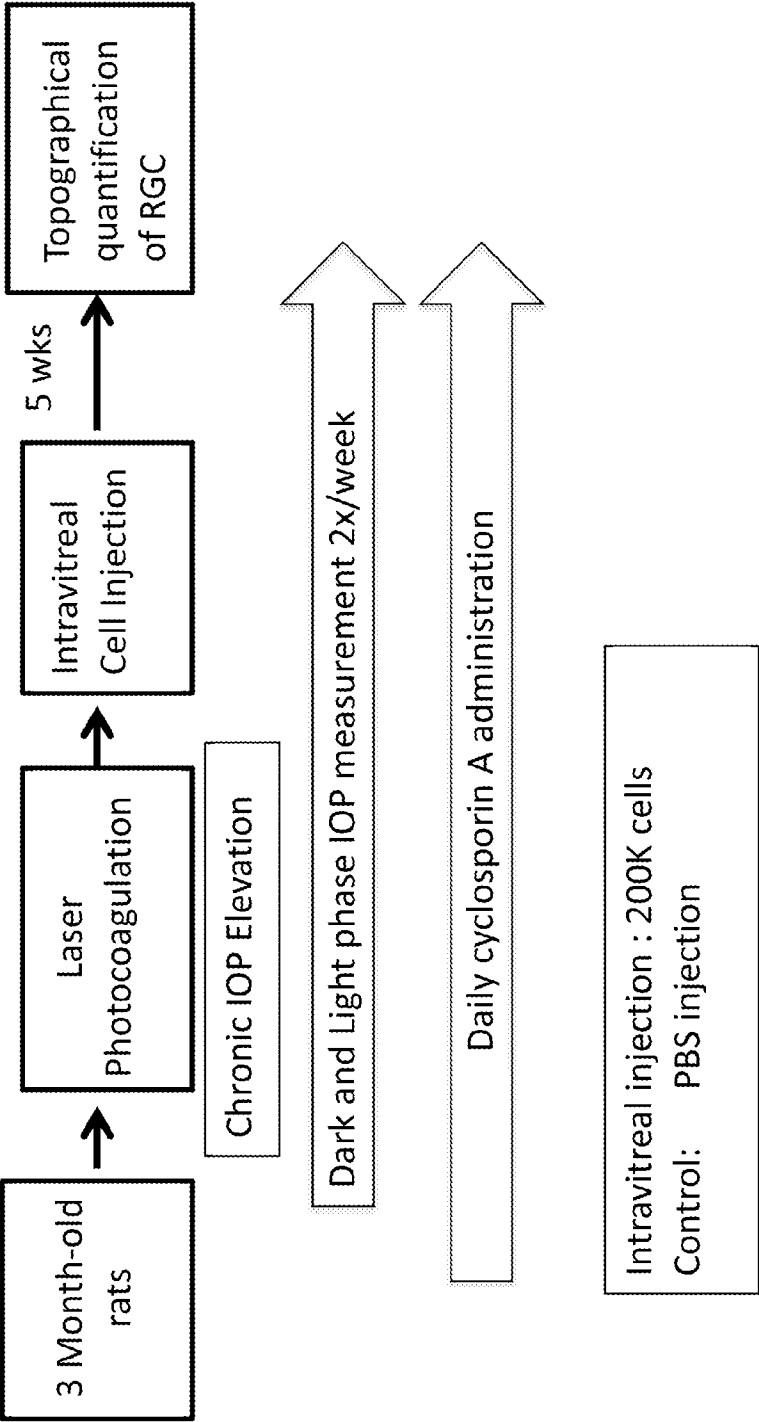 3 Month-old
rats
Laser
Photocoagulation
Intravitreal
Cell Injection
5 wks
Topographical
quantification
of RGC
Chronic IOP Elevation
Dark and Light phase IOP measurement 2x/week
Daily cyclosporin A administration
Intravitreal injection : 200K cells
Control: PBS injection